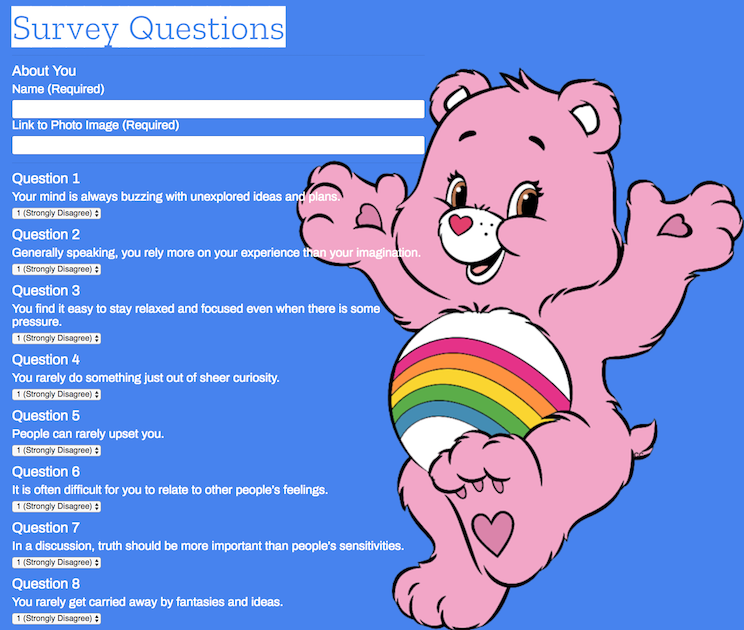 Survey Questions
About You
Name (Required)
Link to Photo Image (Required)
Question 1
Your mind is always buzzing with unexplored ideas and plans.
1 (Strongly Disagree)
Question 2
Generally speaking, you rely more on your experience than your imagination.
1 (Strongly Disagree)
Question 3
You find it easy to stay relaxed and focused even when there is some
pressure.
1 (Strongly Disagree)
Question 4
You rarely do something just out of sheer curiosity.
1 (Strongly Disagree)
Question 5
People can rarely upset you.
1 (Strongly Disagree)
Question 6
It is often difficult for you to relate to other people's feelings.
1 (Strongly Disagree)
Question 7
In a discussion, truth should be more important than people's sensitivities.
1 (Strongly Disagree)
Question 8
You rarely get carried away by fantasies and ideas.
1 (Strongly Disagree)